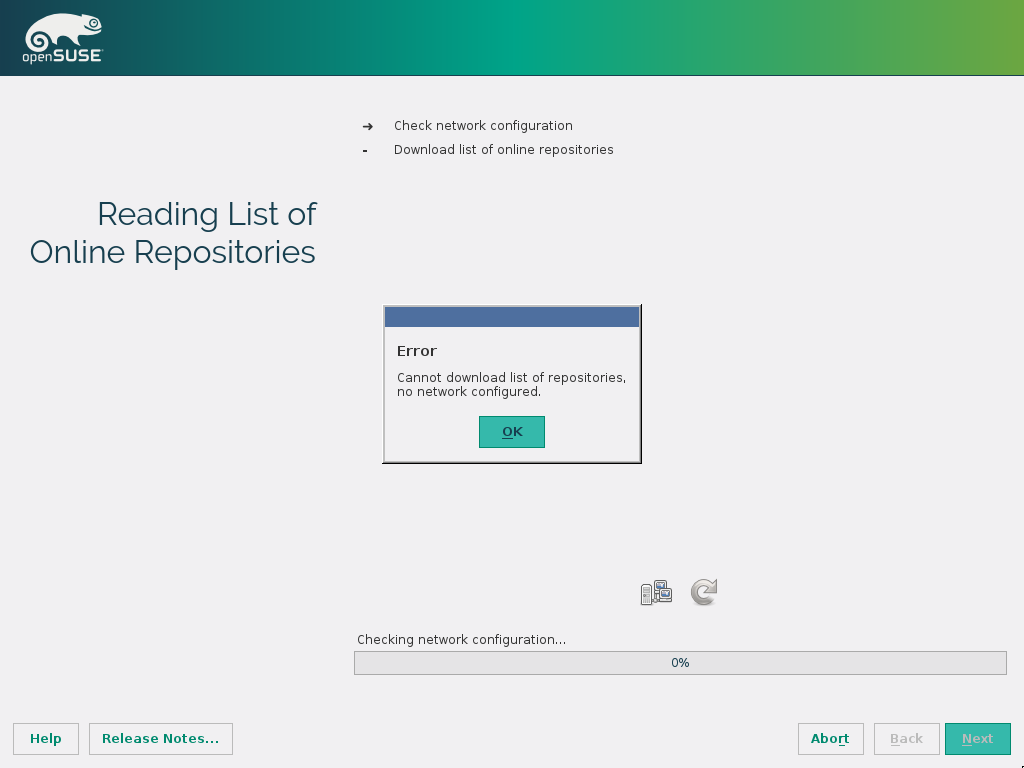 openSUSE
➔ Check network configuration
- Download list of online repositories
Reading List of
Online Repositories
Error
Cannot download list of repositories,
no network configured.
OK
Checking network configuration...
0%
Help
Release Notes...
Abort
Back
Next